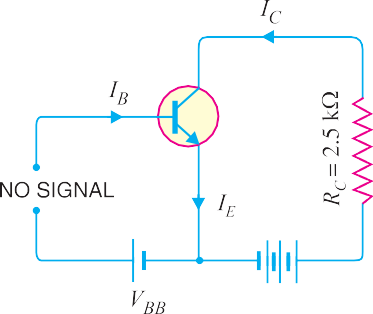 I_C
I_B
NO SIGNAL
R_C = 2.5 kΩ
I_E
V_BB